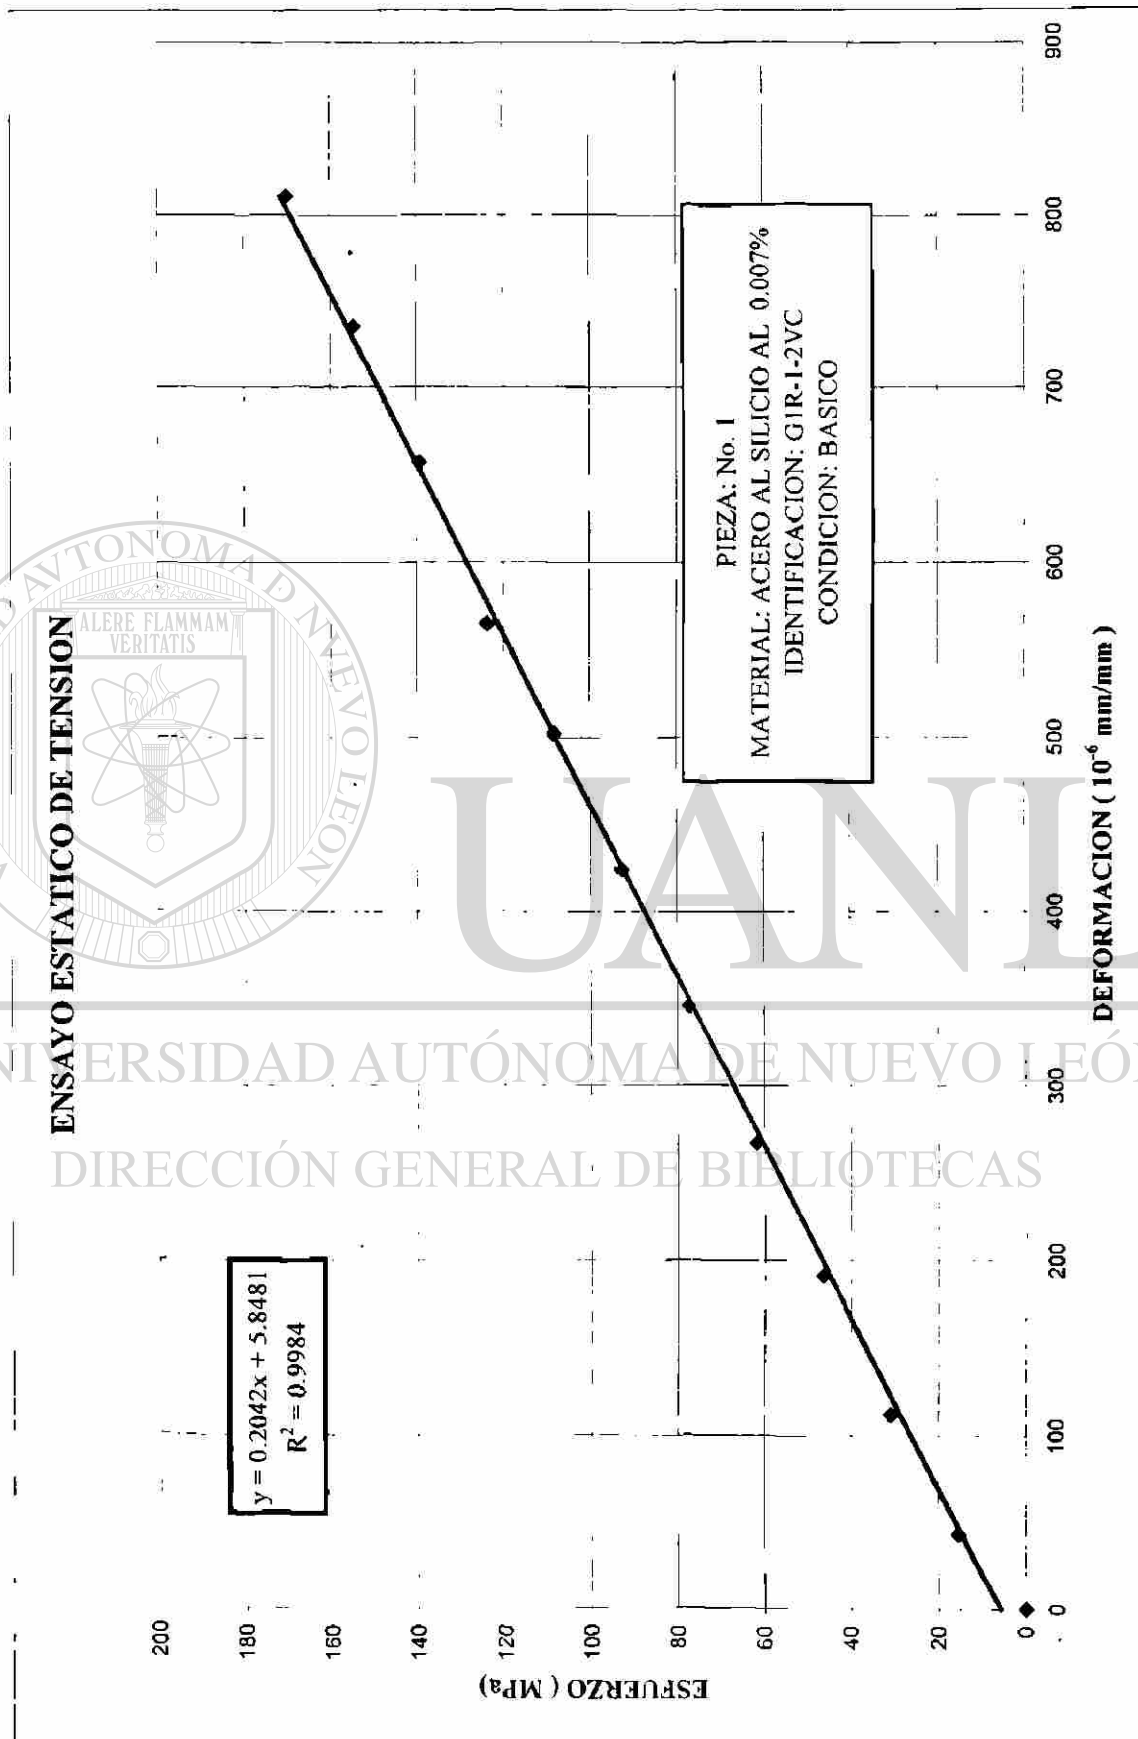 ENSAYO ESTATICO DE TENSION
y = 0.2042x + 5.8481
R² = 0.9984
200
180
160
140
120
100
80
60
40
20
0
ESFUERZO ( MPa)
0
100
200
300
400
500
600
700
800
900
DEFORMACION ( 10⁻⁶ mm/mm )
PIEZA: No. 1
MATERIAL: ACERO AL SILICIO AL 0.007%
IDENTIFICACION: G1R-1-2VC
CONDICION: BASICO
ALERE FLAMMAM
VERITATIS
UANL
UNIVERSIDAD AUTÓNOMA DE NUEVO LEÓN
DIRECCIÓN GENERAL DE BIBLIOTECAS